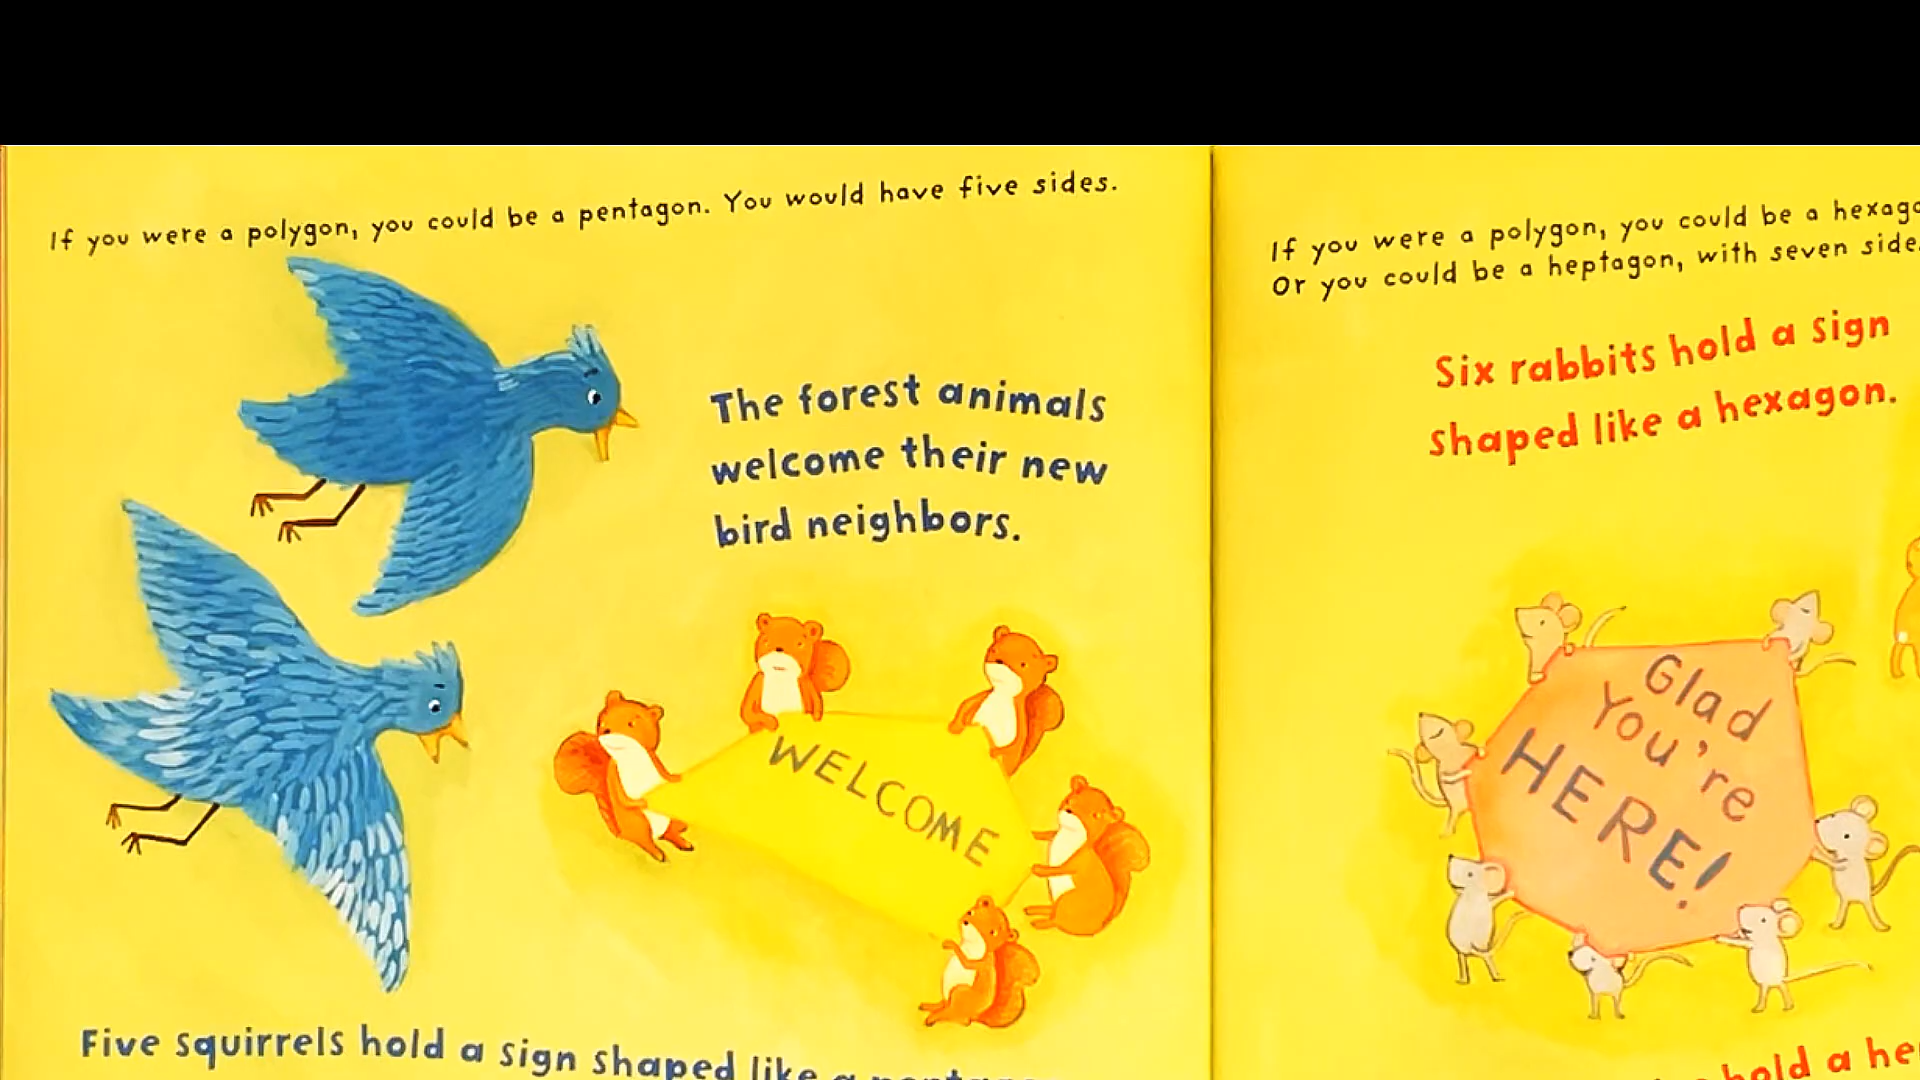 If you were a polygon, you could be a pentagon. You would have five sides.
The forest animals
welcome their new
bird neighbors.
WELCOME
Five squirrels hold a sign shaped like a
If you were a polygon, you could be a
Or you could be a heptagon, with seven
Six rabbits hold a sign
shaped like a hexagon.
Glad
You're
HERE!
hold a